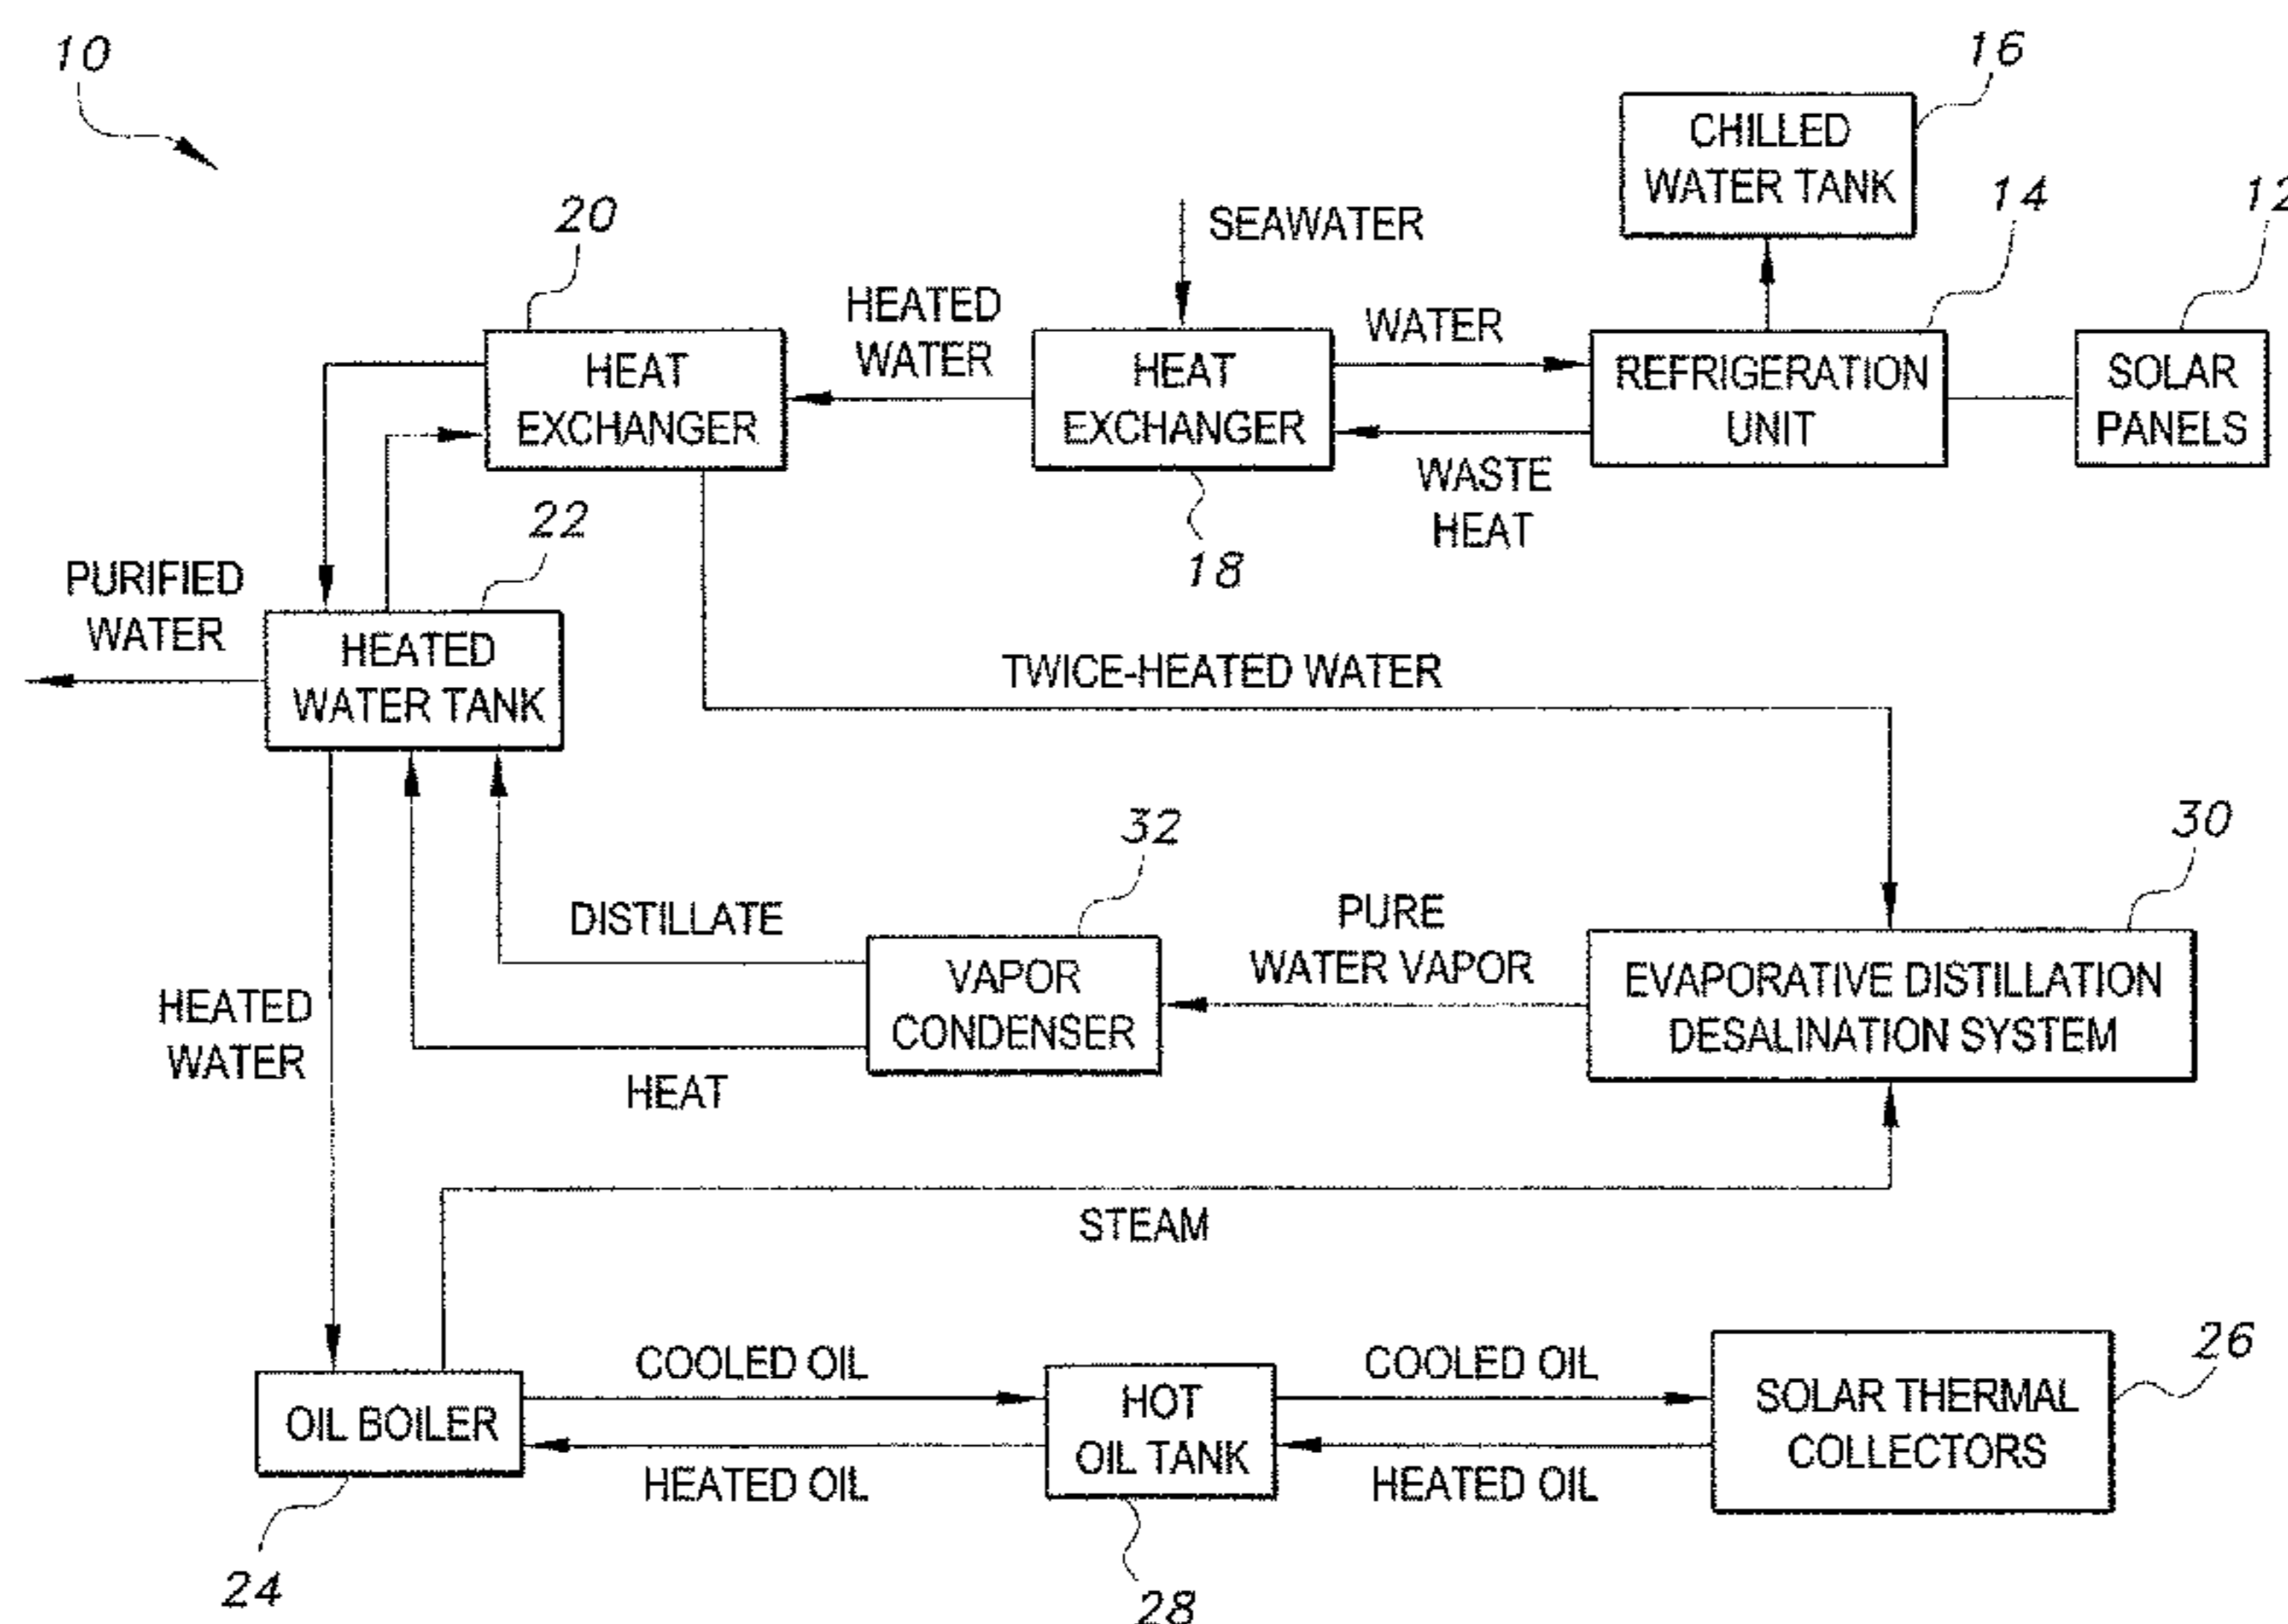 10
16
CHILLED
WATER TANK
14
12
20
SEAWATER
HEATED
WATER
WATER
HEAT
EXCHANGER
HEAT
EXCHANGER
REFRIGERATION
UNIT
SOLAR
PANELS
WASTE
HEAT
18
22
PURIFIED
WATER
HEATED
WATER TANK
TWICE-HEATED WATER
32
30
DISTILLATE
PURE
WATER VAPOR
VAPOR
CONDENSER
EVAPORATIVE DISTILLATION
DESALINATION SYSTEM
HEATED
WATER
HEAT
STEAM
26
COOLED OIL
COOLED OIL
OIL BOILER
HOT
OIL TANK
SOLAR THERMAL
COLLECTORS
HEATED OIL
HEATED OIL
24
28